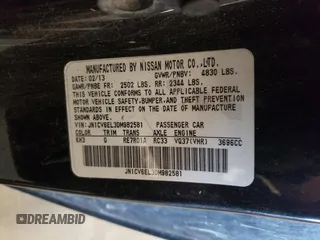 MANUFACTURED BY NISSAN MOTOR CO.,LTD.
DATE: 02/13 GVWR/PNBV: 4830 LBS.
GAWR/PNBE FR: 2502 LBS. RR: 2344 LBS.
THIS VEHICLE CONFORMS TO ALL APPLICABLE FEDERAL
MOTOR VEHICLE SAFETY,BUMPER,AND THEFT PREVENTION
STANDARDS IN EFFECT ON THE DATE OF MANUFACTURE
SHOWN ABOVE.
VIN: JN1CV6EL3DM982581 PASSENGER CAR
COLOR TRIM TRANS AXLE ENGINE
KH3 G RE7R01A RC33 VQ37(VHR) 3696CC
JN1CV6EL3DM982581
DREAMBID